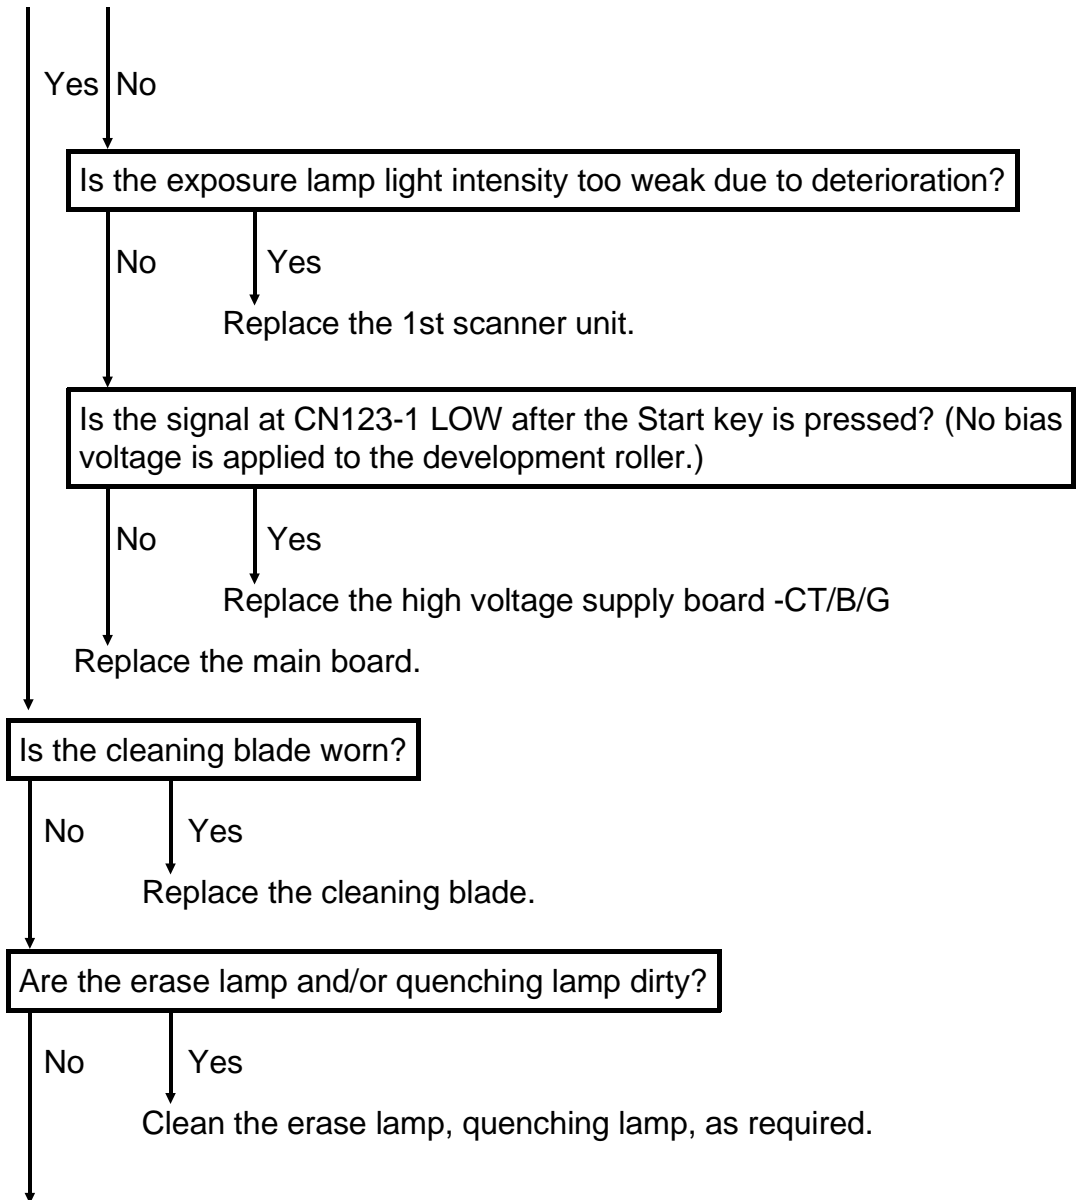 Yes No
Is the exposure lamp light intensity too weak due to deterioration?
No Yes
Replace the 1st scanner unit.
Is the signal at CN123-1 LOW after the Start key is pressed? (No bias
voltage is applied to the development roller.)
No Yes
Replace the high voltage supply board -CT/B/G
Replace the main board.
Is the cleaning blade worn?
No Yes
Replace the cleaning blade.
Are the erase lamp and/or quenching lamp dirty?
No Yes
Clean the erase lamp, quenching lamp, as required.